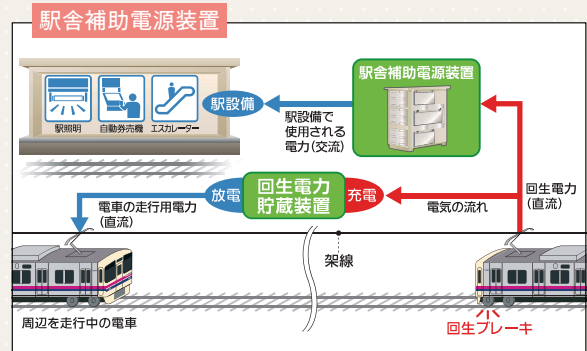 駅舎補助電源装置
駅舎補助電源装置
駅設備
駅照明
自動券売機
エスカレーター
駅設備で
使用される
電力(交流)
放電
回生電力
貯蔵装置
充電
回生電力
(直流)
電車の走行用電力
(直流)
電気の流れ
架線
周辺を走行中の電車
回生ブレーキ